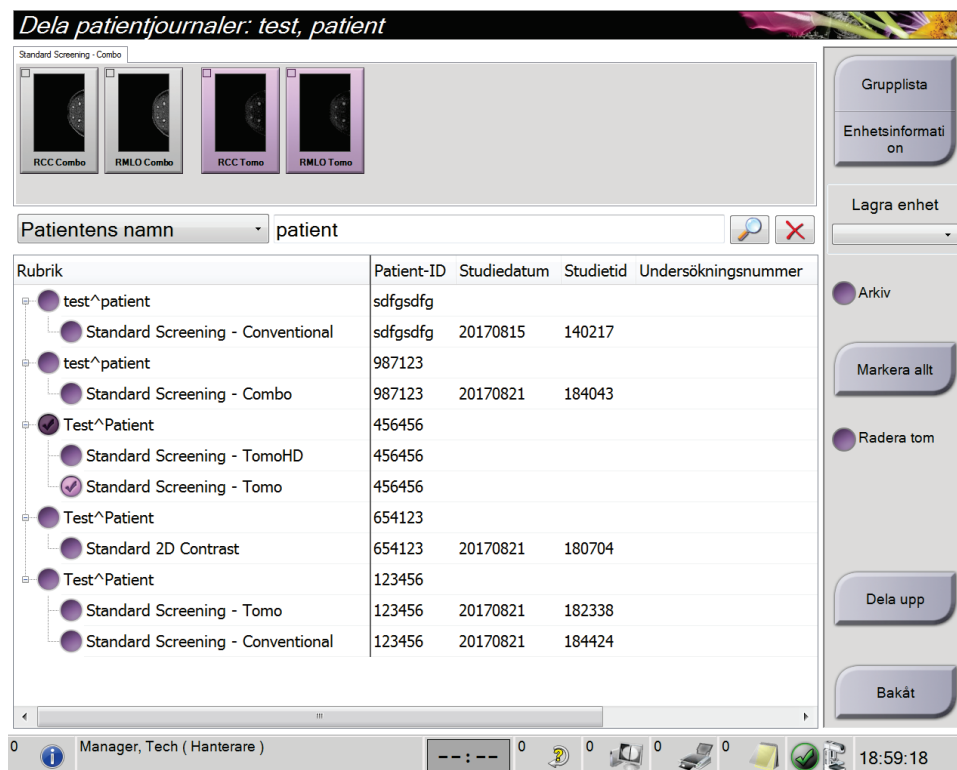 Dela patientjournaler: test, patient
Standard Screening - Combo
RCC Combo RMLO Combo RCC Tomo RMLO Tomo
Grupplista
Enhetsinformati
on
Lagra enhet
Patientens namn patient
Rubrik Patient-ID Studiedatum Studietid Undersökningsnummer
test^patient sdfgsdfg
Standard Screening - Conventional sdfgsdfg 20170815 140217
test^patient 987123
Standard Screening - Combo 987123 20170821 184043
Test^Patient 456456
Standard Screening - TomoHD 456456
Standard Screening - Tomo 456456
Test^Patient 654123
Standard 2D Contrast 654123 20170821 180704
Test^Patient 123456
Standard Screening - Tomo 123456 20170821 182338
Standard Screening - Conventional 123456 20170821 184424
Arkiv
Markera allt
Radera tom
Dela upp
Bakåt
0 Manager, Tech ( Hanterare ) --:-- 0 0 0 0 18:59:18